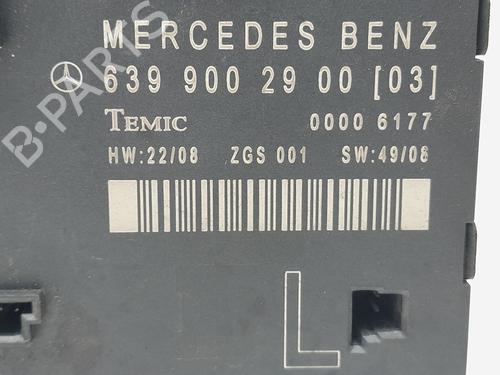 MERCEDES BENZ
639 900 29 00 [03]
TEMIC 0000 6177
HW:22/08 ZGS 001 SW:49/08
L
B-PARTS